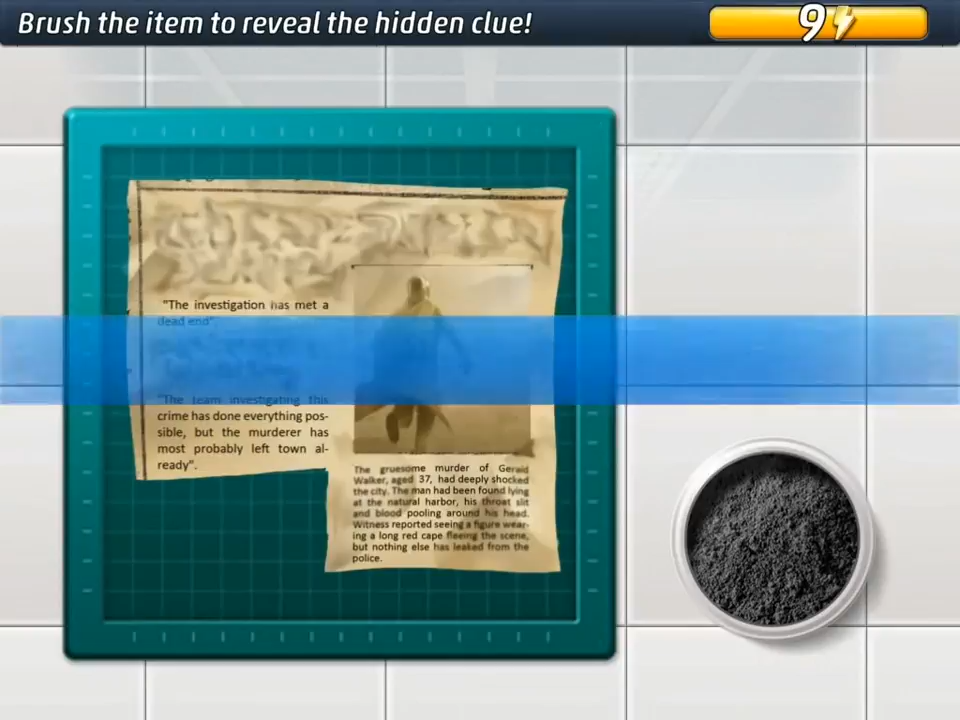 Brush the item to reveal the hidden clue!
9
"The investigation has met a
dead end".
"The team investigating this
crime has done everything pos-
sible, but the murderer has
most probably left town al-
ready".
The gruesome murder of Gerald
Walker, aged 37, had deeply shocked
the city. The man had been found lying
at the natural harbor, his throat slit
and blood pooling around his head.
Witness reported seeing a figure wear-
ing a long red cape fleeing the scene,
but nothing else has leaked from the
police.